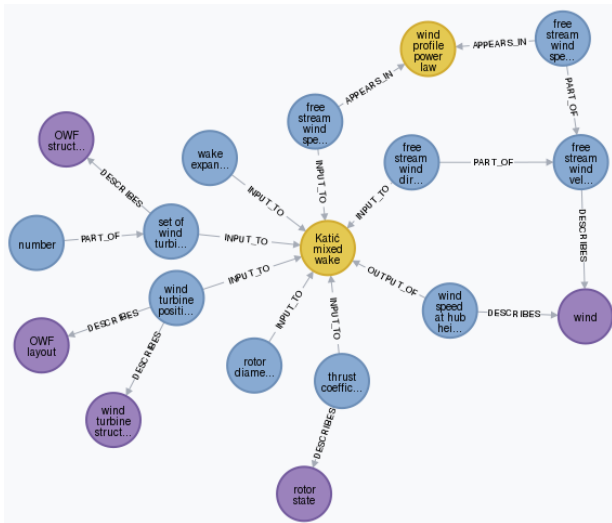 wind
profile
power
law
free
stream
wind
spe...
APPEARS_IN
APPEARS_IN
PART_OF
free
stream
wind
spe...
OWF
struct...
wake
expan...
free
stream
wind
dir...
PART_OF
free
stream
wind
vel...
DESCRIBES
INPUT_TO
INPUT_TO
INPUT_TO
number
PART_OF
set of
wind
turbi...
INPUT_TO
Katić
mixed
wake
DESCRIBES
wind
turbine
positi...
INPUT_TO
OUTPUT_OF
wind
speed
at hub
hei...
DESCRIBES
wind
OWF
layout
DESCRIBES
DESCRIBES
INPUT_TO
INPUT_TO
rotor
diame...
thrust
coeffic...
wind
turbine
struct...
DESCRIBES
rotor
state